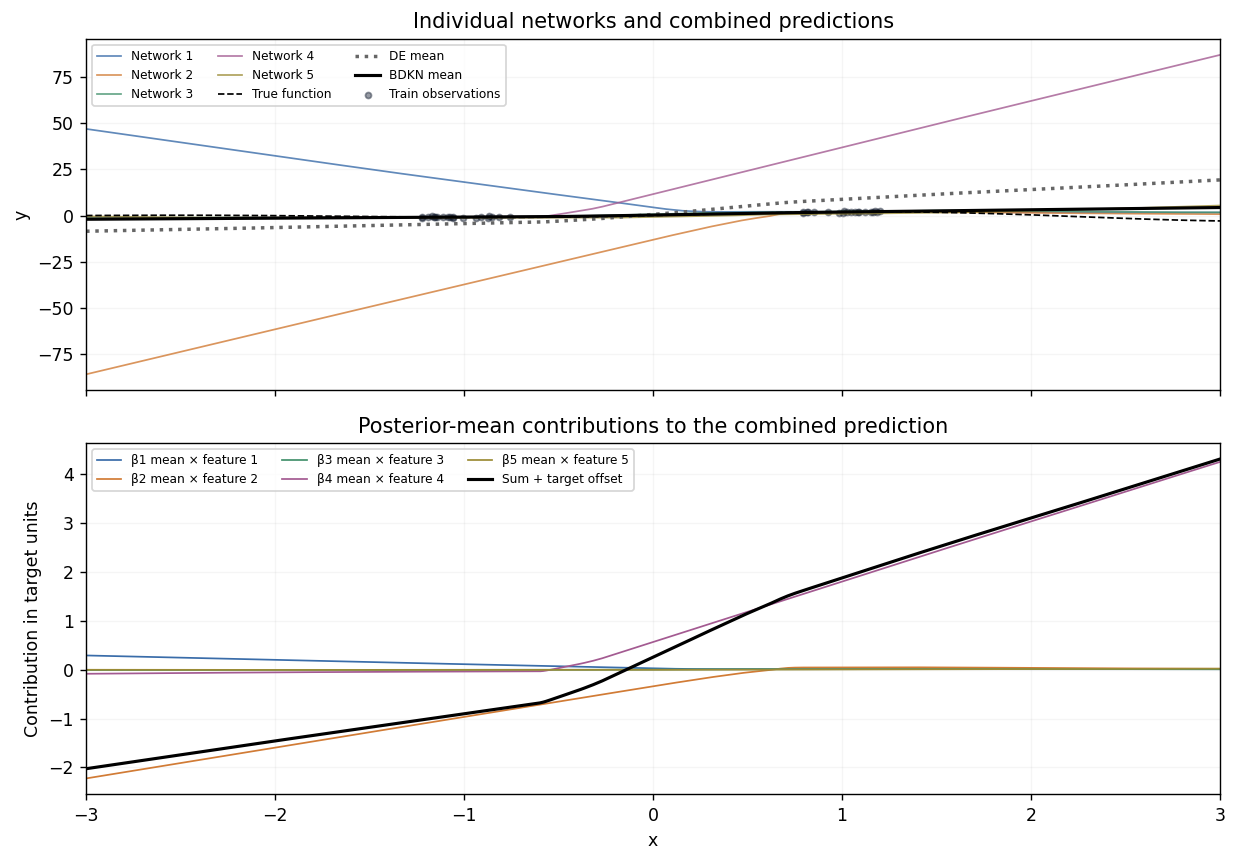 Individual networks and combined predictions
Network 1
Network 2
Network 3
Network 4
Network 5
True function
DE mean
BDKN mean
Train observations
75
50
25
0
−25
−50
−75
y
Posterior-mean contributions to the combined prediction
β1 mean × feature 1
β2 mean × feature 2
β3 mean × feature 3
β4 mean × feature 4
β5 mean × feature 5
Sum + target offset
4
3
2
1
0
−1
−2
Contribution in target units
−3
−2
−1
0
1
2
3
x